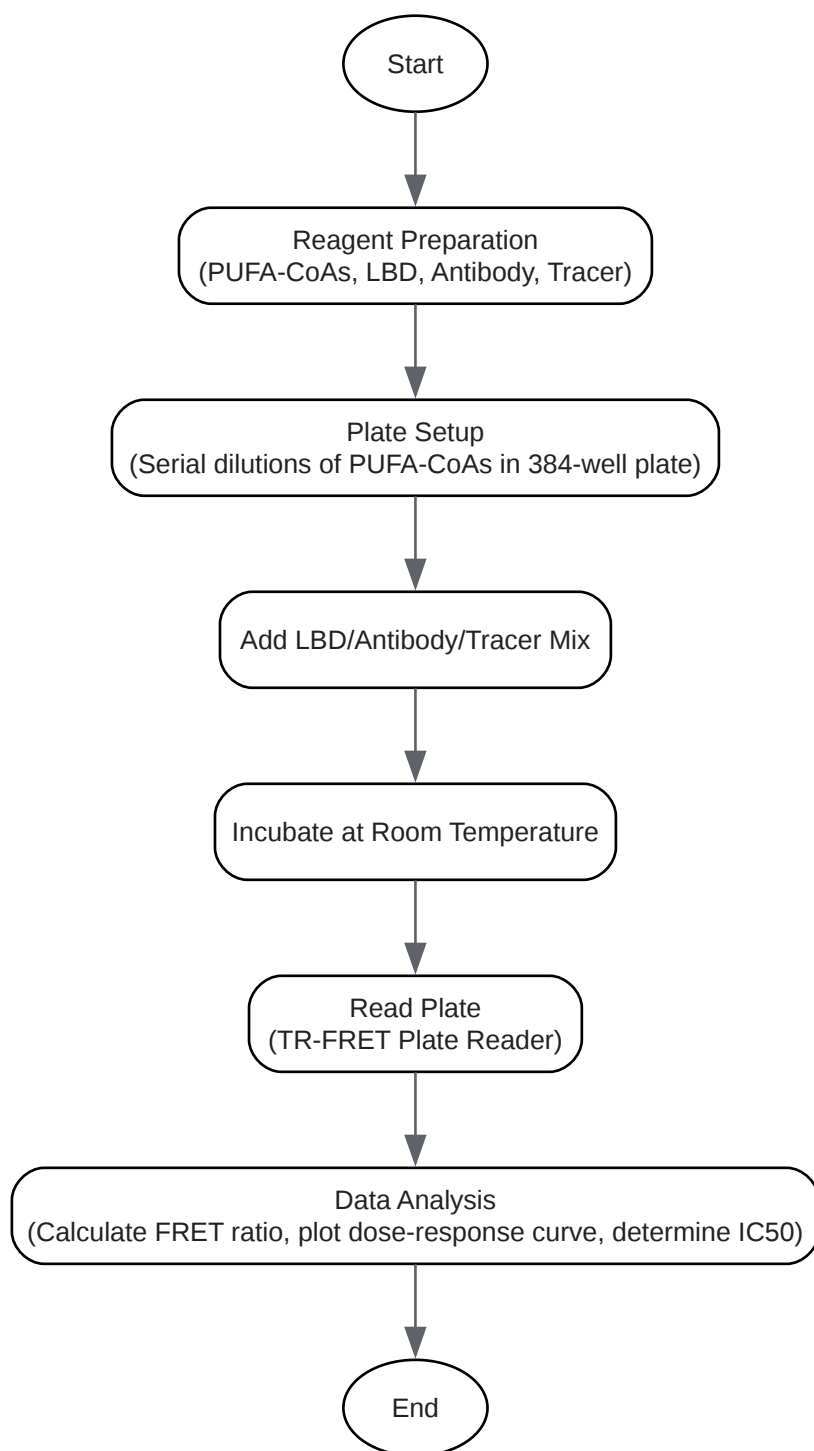 Start
Reagent Preparation
(PUFA-CoAs, LBD, Antibody, Tracer)
Plate Setup
(Serial dilutions of PUFA-CoAs in 384-well plate)
Add LBD/Antibody/Tracer Mix
Incubate at Room Temperature
Read Plate
(TR-FRET Plate Reader)
Data Analysis
(Calculate FRET ratio, plot dose-response curve, determine IC50)
End